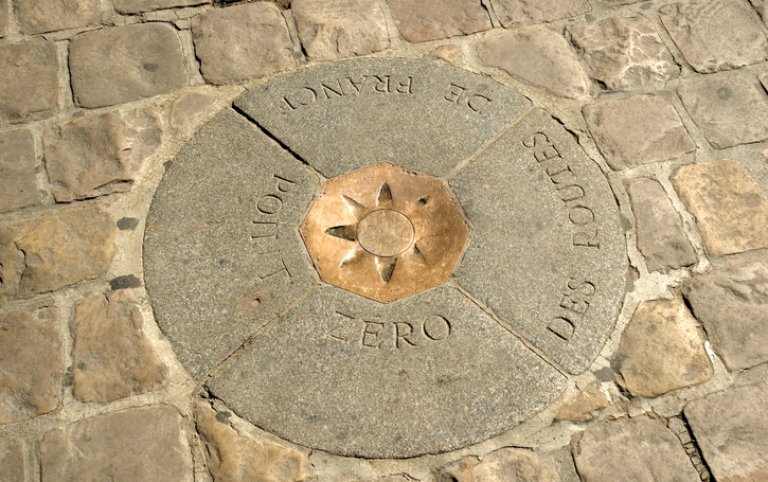 POINT
ZERO
DES ROUTES
DE FRANCE